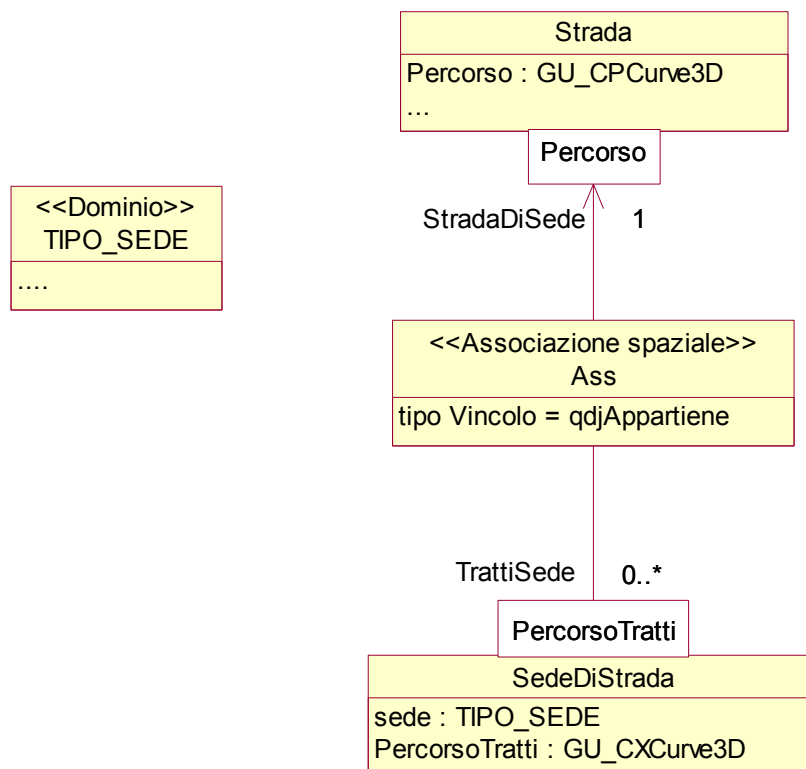 Strada
Percorso : GU_CPCurve3D
...
Percorso
<<Dominio>>
TIPO_SEDE
....
StradaDiSede 1
<<Associazione spaziale>>
Ass
tipo Vincolo = qdjAppartiene
TrattiSede 0..*
PercorsoTratti
SedeDiStrada
sede : TIPO_SEDE
PercorsoTratti : GU_CXCurve3D